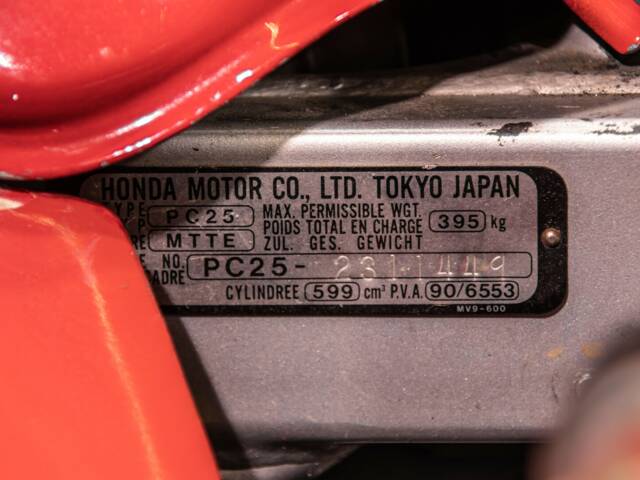 HONDA MOTOR CO., LTD. TOKYO JAPAN
PC25 MAX. PERMISSIBLE WGT. 395 kg
POIDS TOTAL EN CHARGE
MTTE ZUL. GES. GEWICHT
NO. PC25- 2311449
CYLINDREE 599 cm³ P.V.A. 90/6553
MV9-600